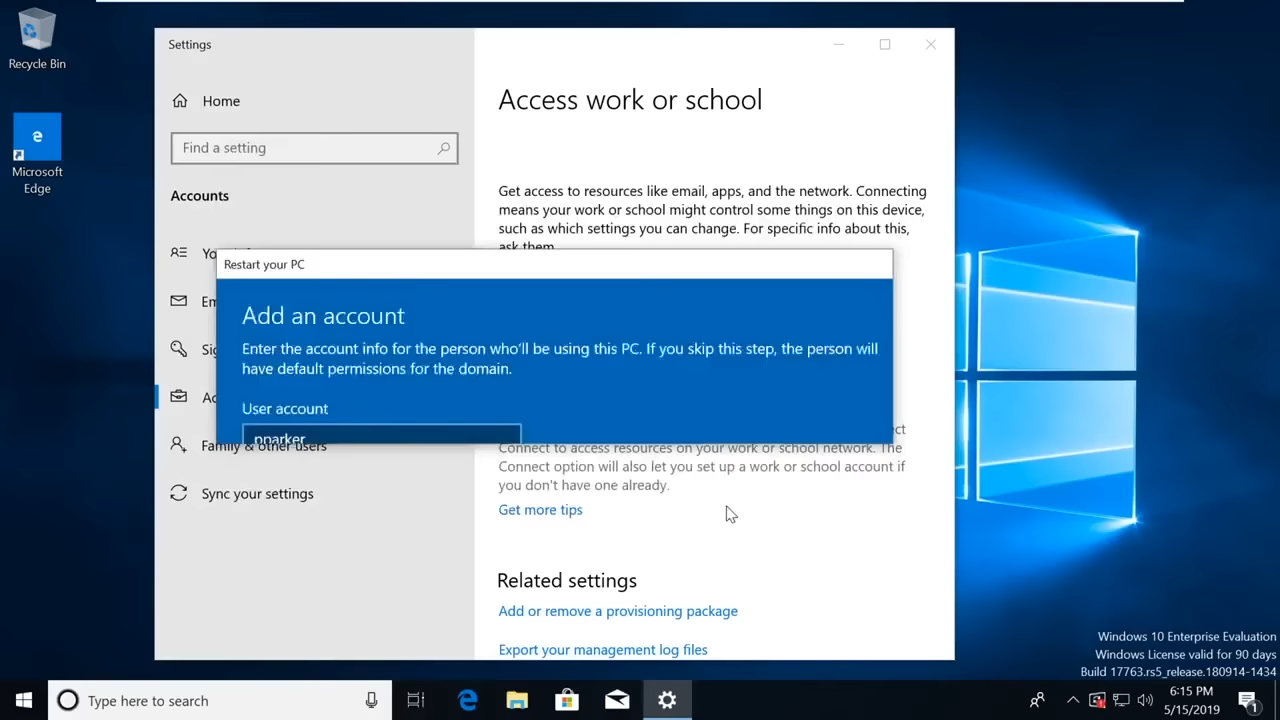 Recycle Bin
Microsoft
Edge
Settings
Home
Find a setting
Accounts
Family & other users
Sync your settings
Access work or school
Get access to resources like email, apps, and the network. Connecting
means your work or school might control some things on this device,
such as which settings you can change. For specific info about this,
ask them.
Restart your PC
Add an account
Enter the account info for the person who'll be using this PC. If you skip this step, the person will
have default permissions for the domain.
User account
pparker
Connect to access resources on your work or school network. The
Connect option will also let you set up a work or school account if
you don't have one already.
Get more tips
Related settings
Add or remove a provisioning package
Export your management log files
Windows 10 Enterprise Evaluation
Windows License valid for 90 days
Build 17763.rs5_release.180914-1434
Type here to search
6:15 PM
5/15/2019
1